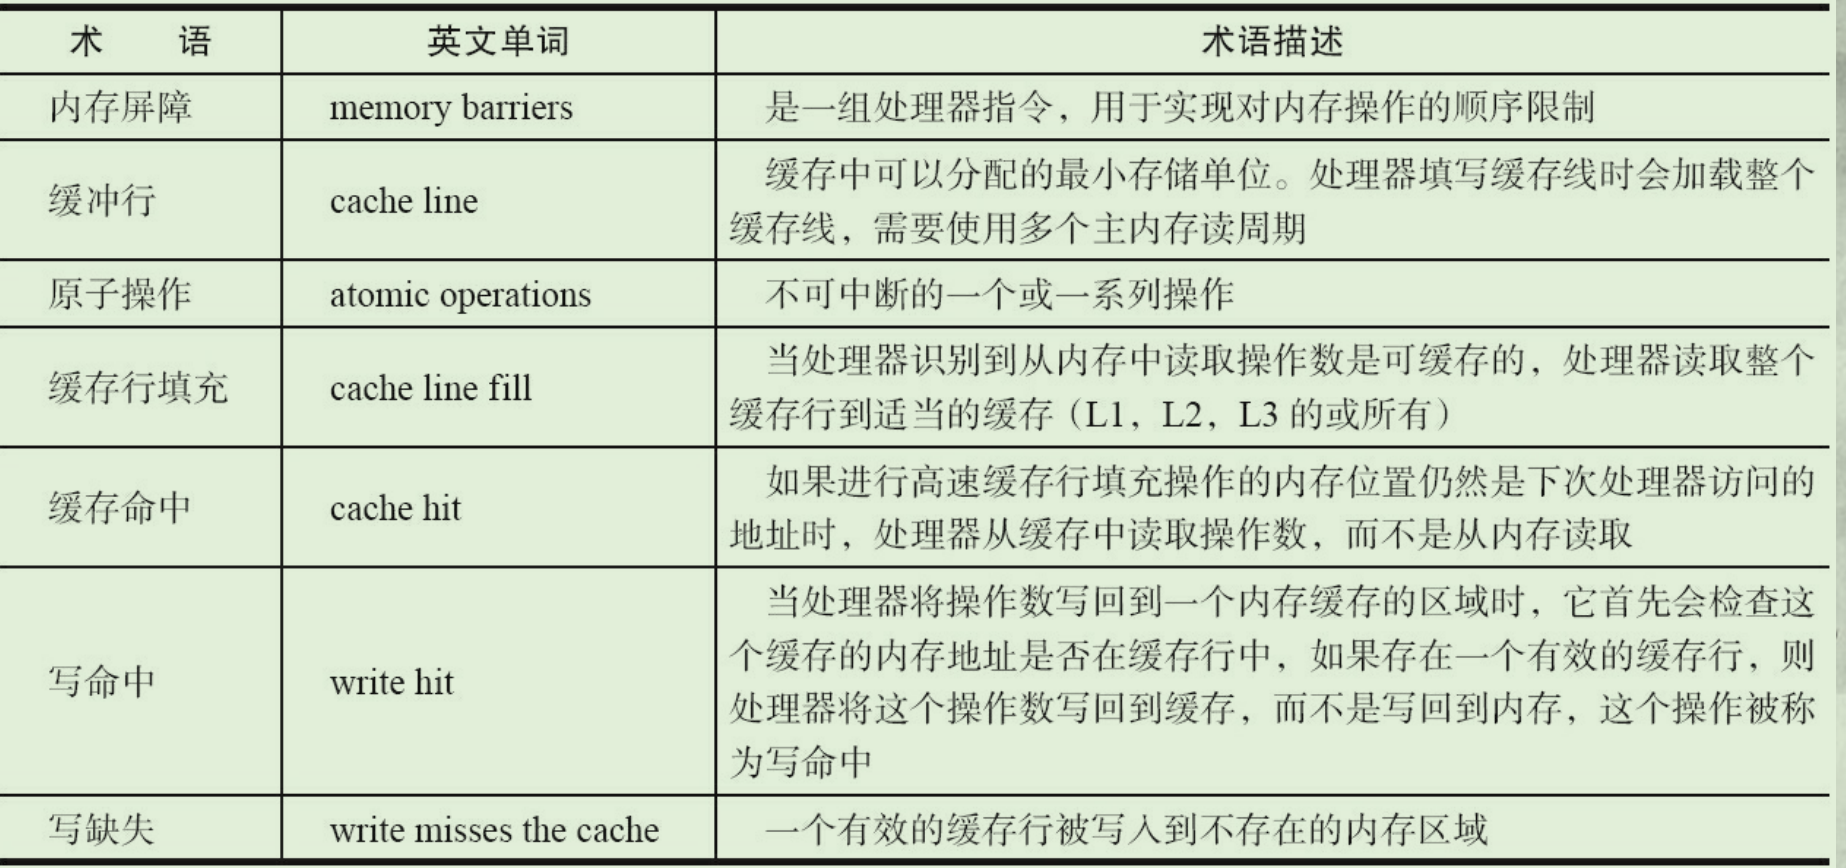 术 语 英文单词 术语描述
内存屏障 memory barriers 是一组处理器指令，用于实现对内存操作的顺序限制
缓冲行 cache line 缓存中可以分配的最小存储单位。处理器填写缓存线时会加载整个
缓存线，需要使用多个主内存读周期
原子操作 atomic operations 不可中断的一个或一系列操作
缓存行填充 cache line fill 当处理器识别到从内存中读取操作数是可缓存的，处理器读取整个
缓存行到适当的缓存（L1，L2，L3 的或所有）
缓存命中 cache hit 如果进行高速缓存行填充操作的内存位置仍然是下次处理器访问的
地址时，处理器从缓存中读取操作数，而不是从内存读取
写命中 write hit 当处理器将操作数写回到一个内存缓存的区域时，它首先会检查这
个缓存的内存地址是否在缓存行中，如果存在一个有效的缓存行，则
处理器将这个操作数写回到缓存，而不是写回到内存，这个操作被称
为写命中
写缺失 write misses the cache 一个有效的缓存行被写入到不存在的内存区域